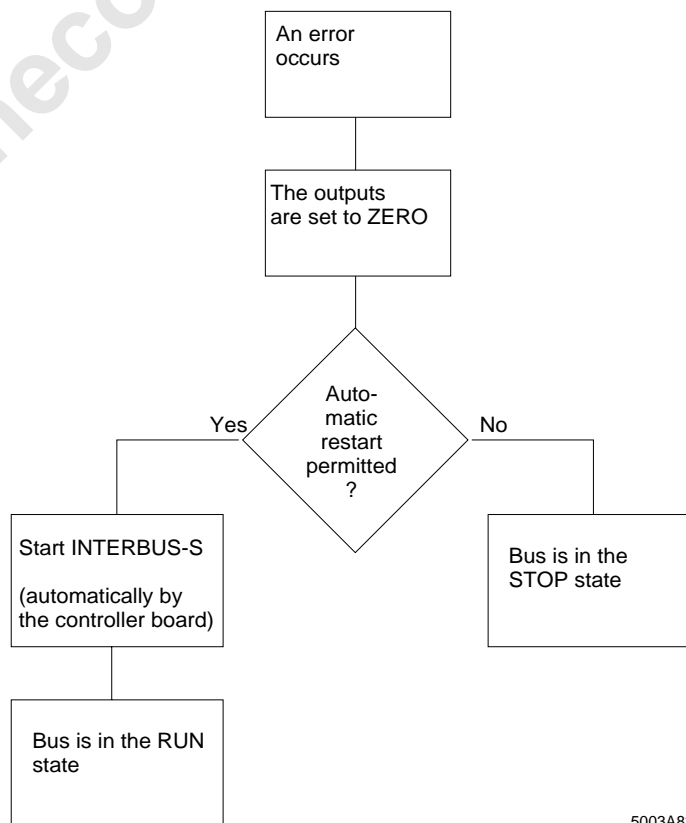 An error
occurs
The outputs
are set to ZERO
Auto-
matic
restart
permitted
?
Yes
No
Start INTERBUS-S
(automatically by
the controller board)
Bus is in the
STOP state
Bus is in the RUN
state